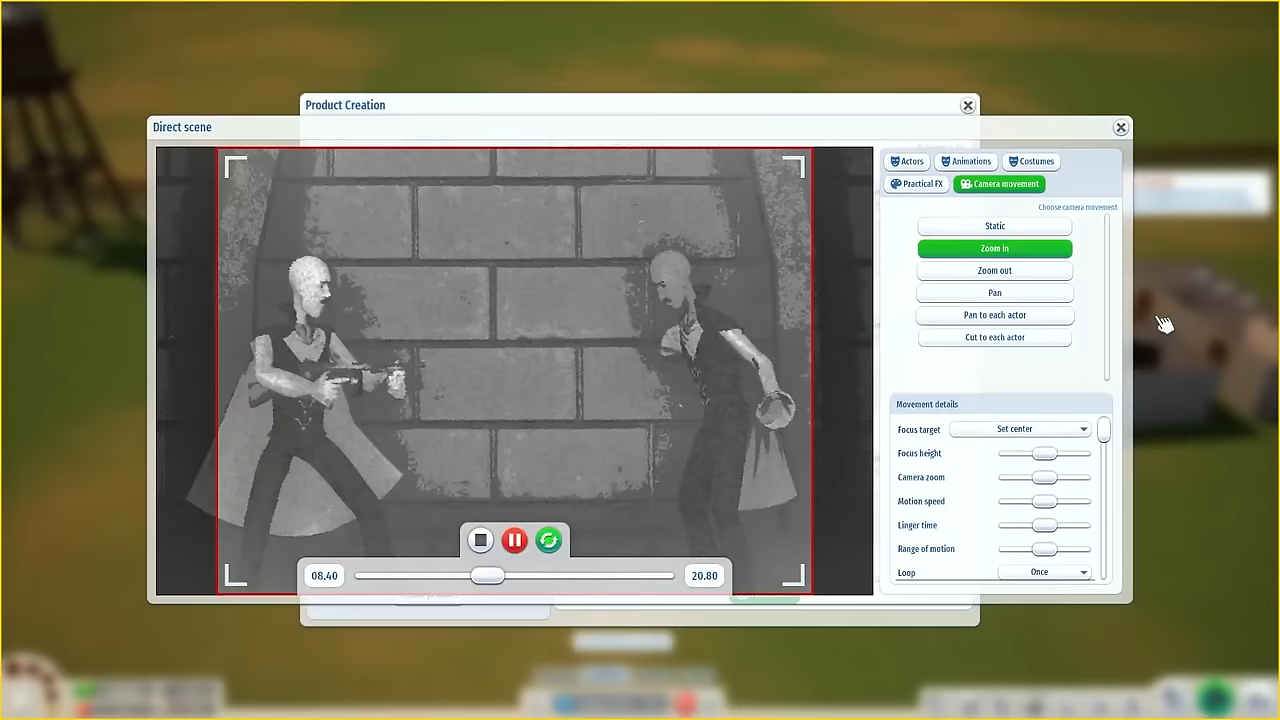 Product Creation
Direct scene
Actors
Animations
Costumes
Practical FX
Camera movement
Choose camera movement
Static
Zoom in
Zoom out
Pan
Pan to each actor
Cut to each actor
Movement details
Focus target
Set center
Focus height
Camera zoom
Motion speed
Linger time
Range of motion
Loop
Once
08.40
20.80